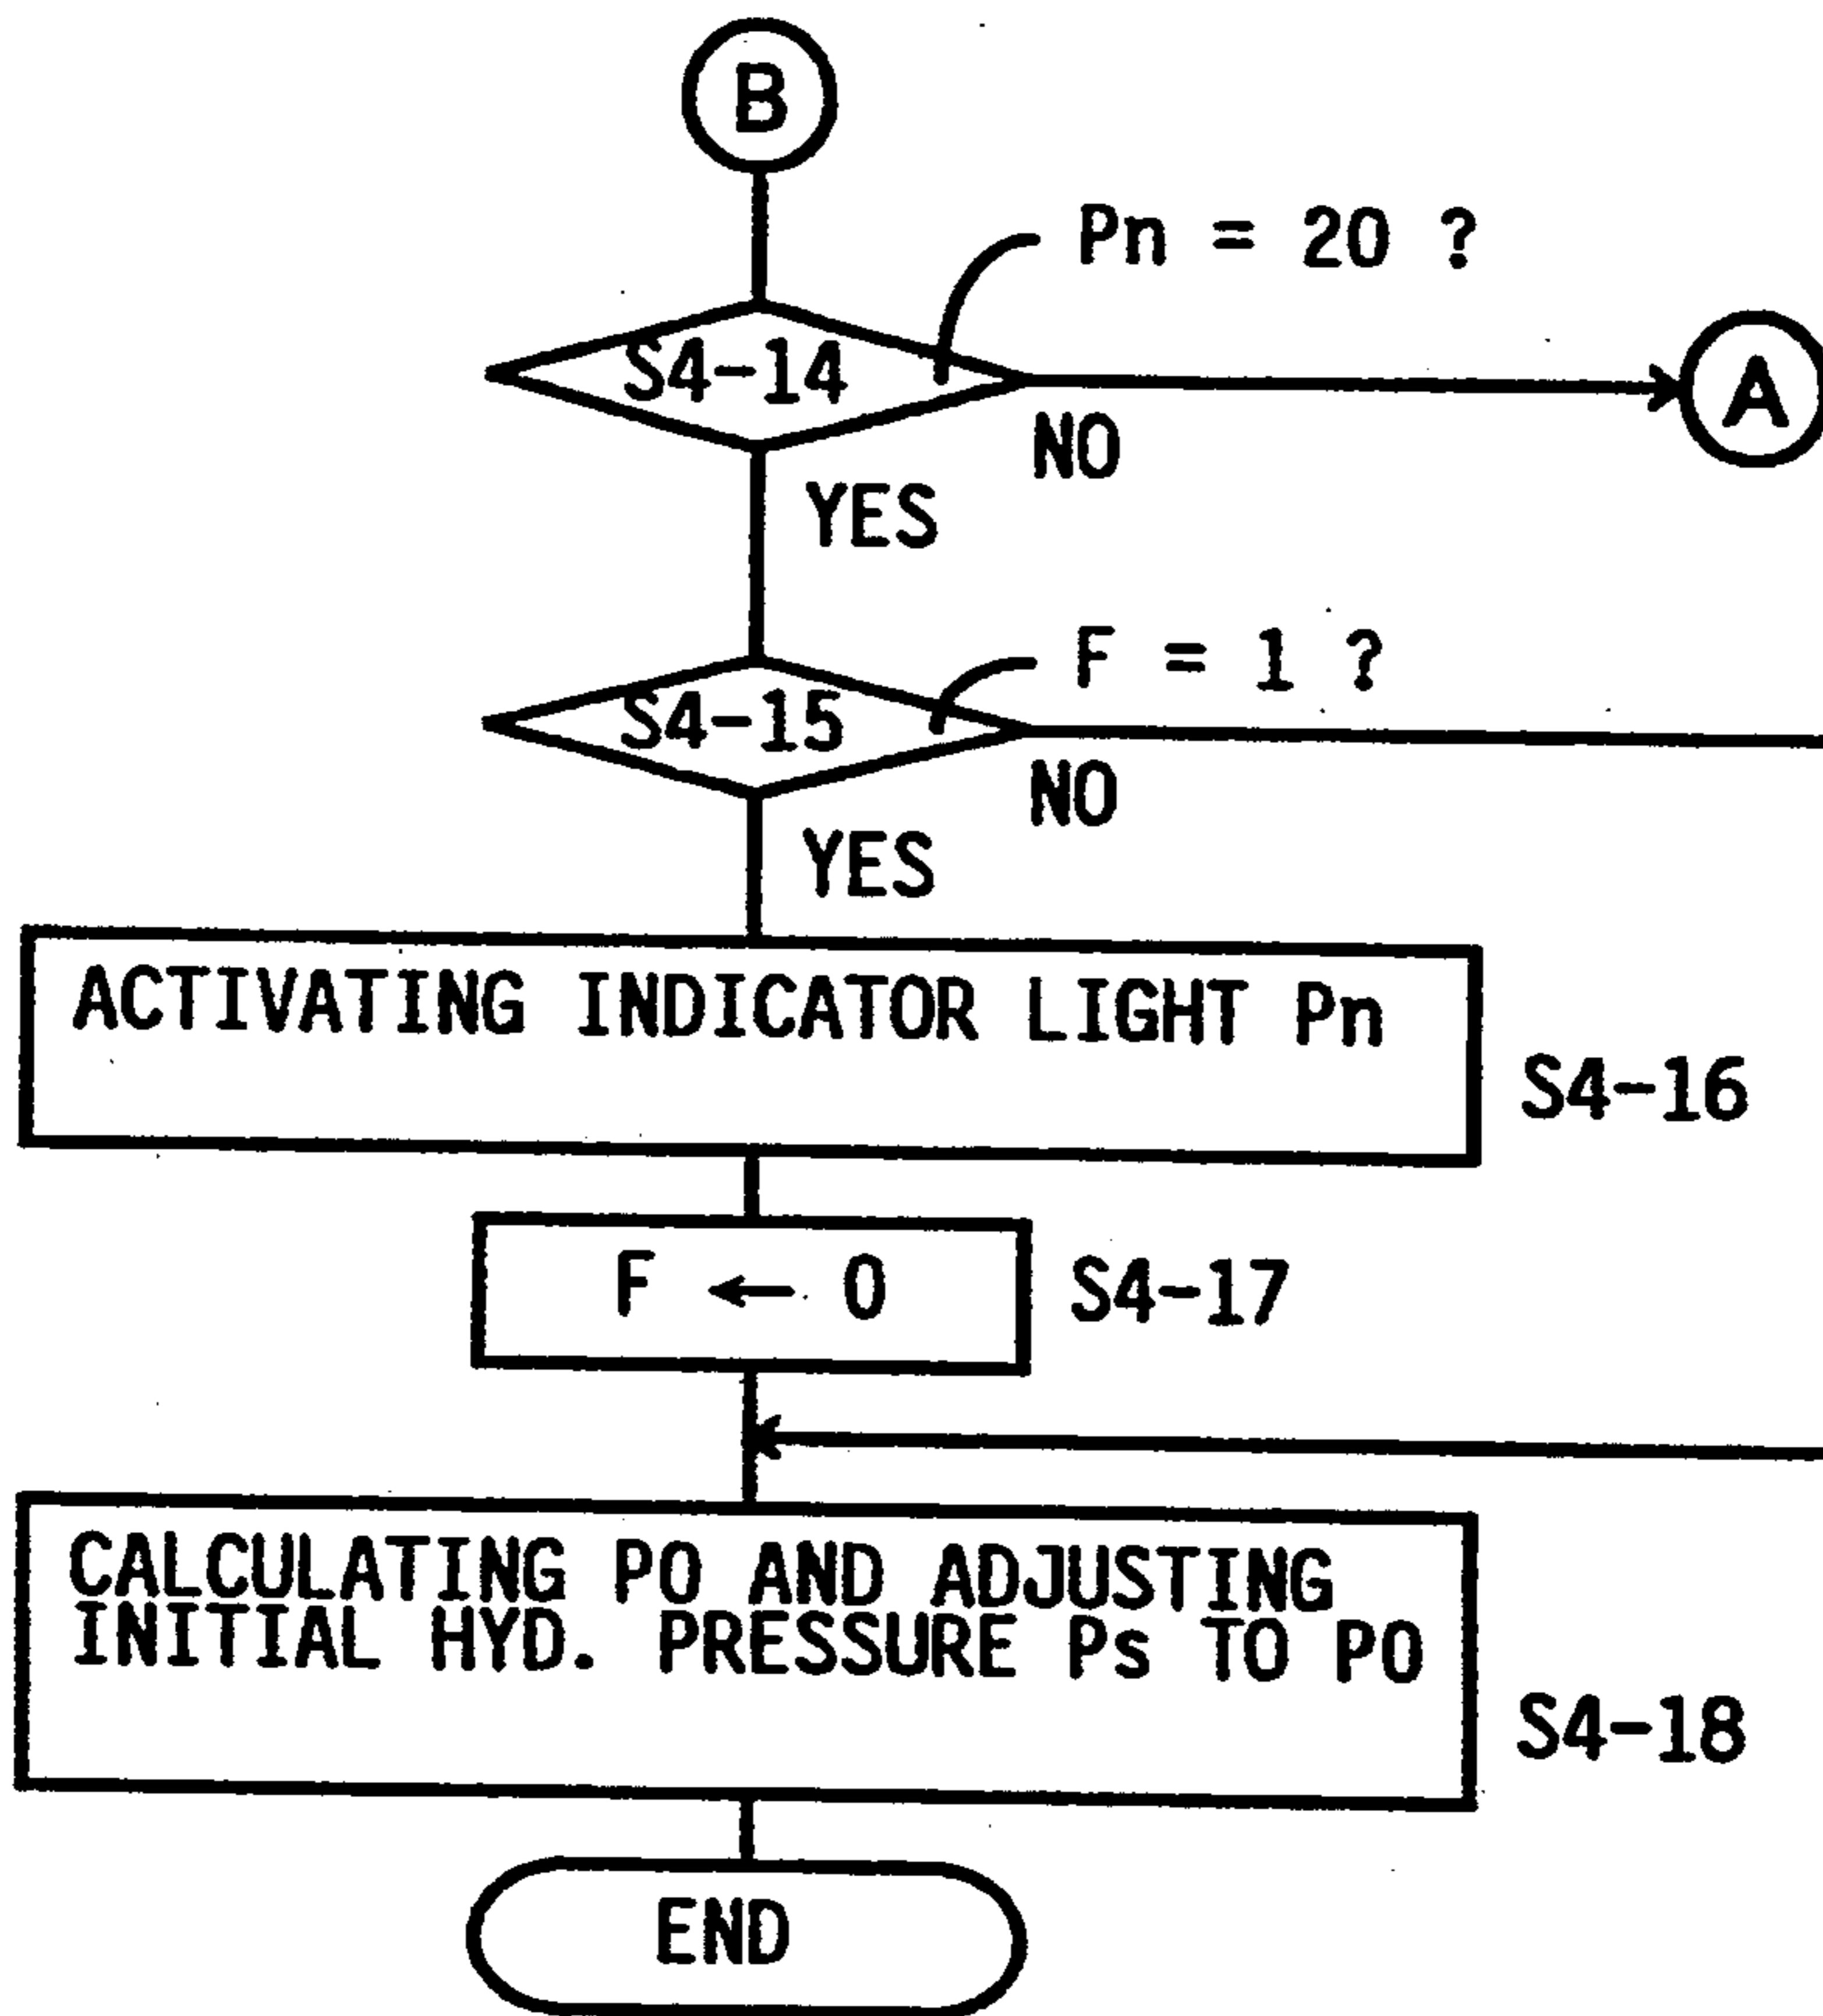 B
Pn = 20 ?
S4-14
A
NO
YES
F = 1 ?
S4-15
NO
YES
ACTIVATING INDICATOR LIGHT Pn
S4-16
F ← 0
S4-17
CALCULATING PO AND ADJUSTING
INITIAL HYD. PRESSURE Ps TO PO
S4-18
END